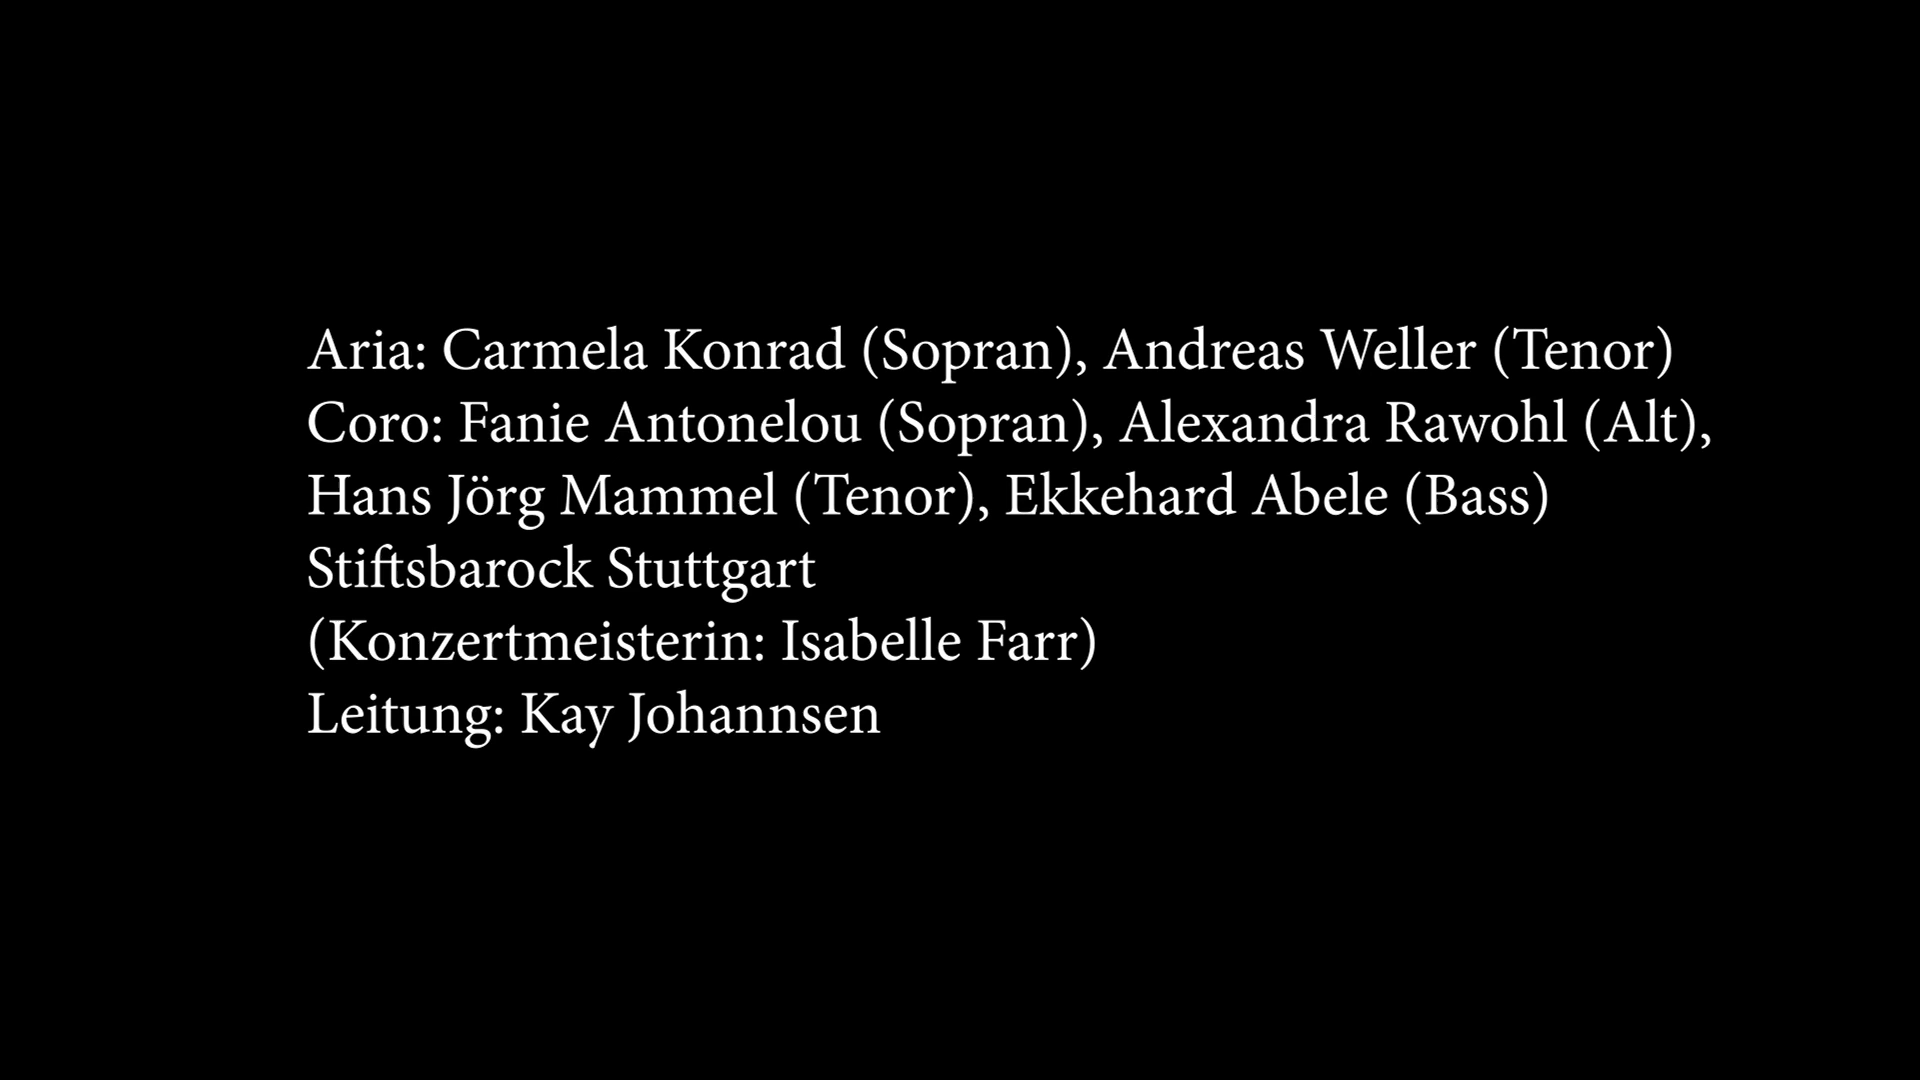 Aria: Carmela Konrad (Sopran), Andreas Weller (Tenor)
Coro: Fanie Antonelou (Sopran), Alexandra Rawohl (Alt),
Hans Jörg Mammel (Tenor), Ekkehard Abele (Bass)
Stiftsbarock Stuttgart
(Konzertmeisterin: Isabelle Farr)
Leitung: Kay Johannsen